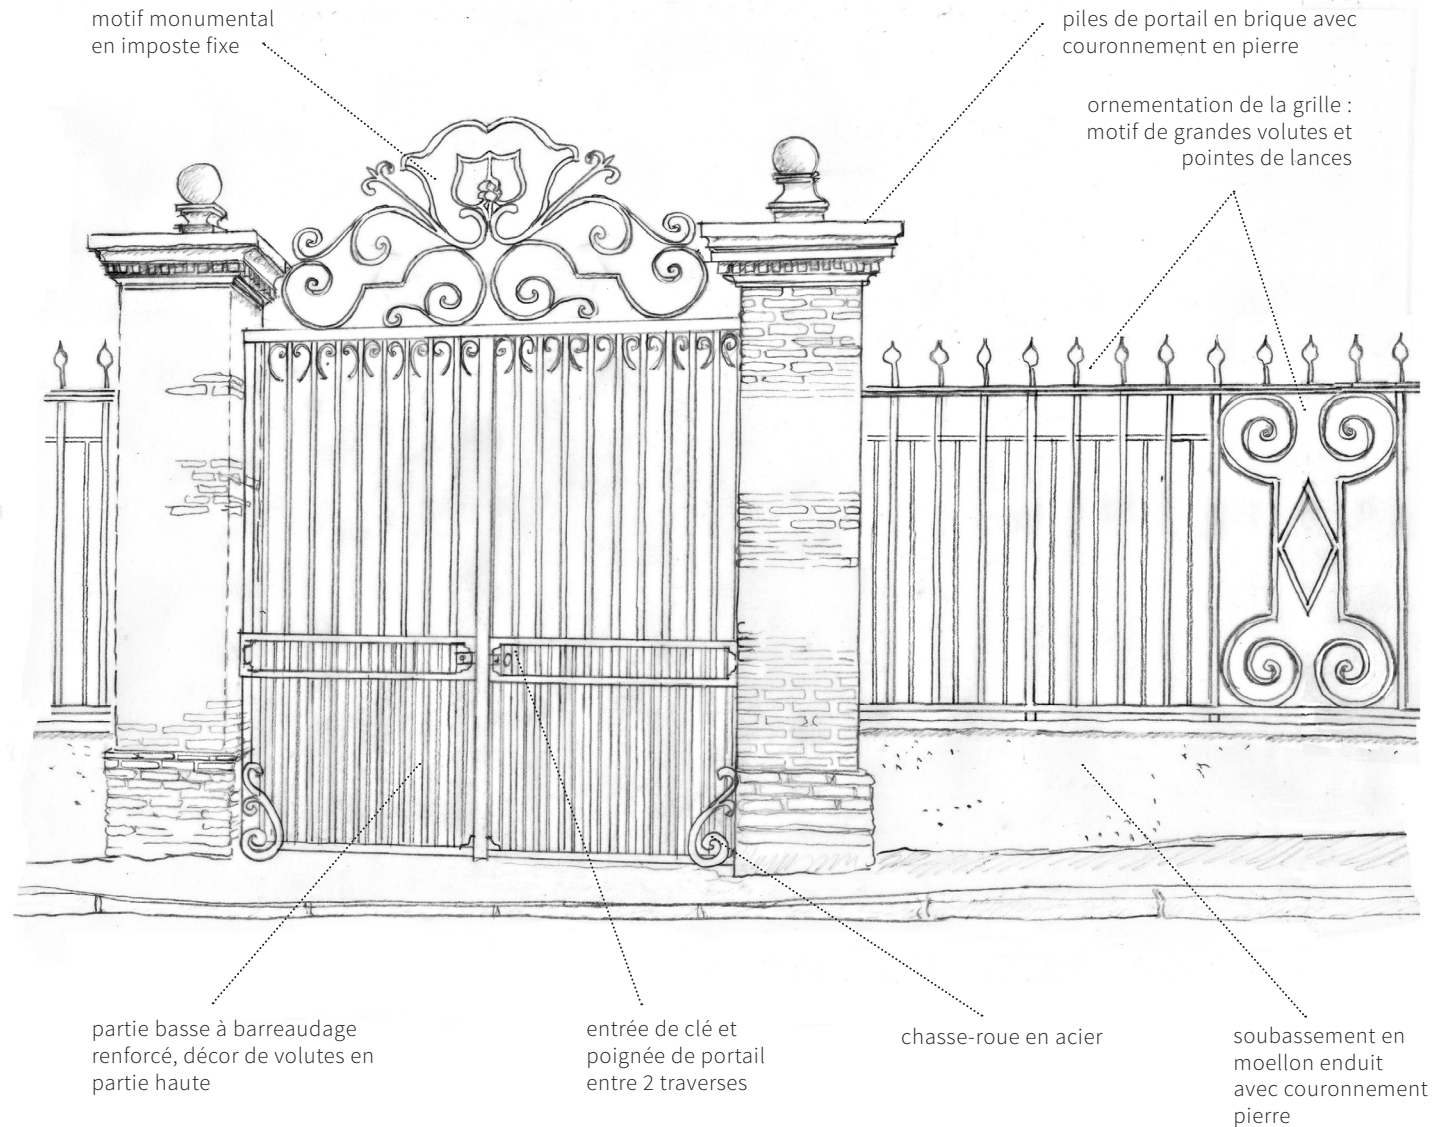 motif monumental
en imposte fixe
piles de portail en brique avec
couronnement en pierre
ornementation de la grille :
motif de grandes volutes et
pointes de lances
partie basse à barreaudage
renforcé, décor de volutes en
partie haute
entrée de clé et
poignée de portail
entre 2 traverses
chasse-roue en acier
soubassement en
moellon enduit
avec couronnement
pierre